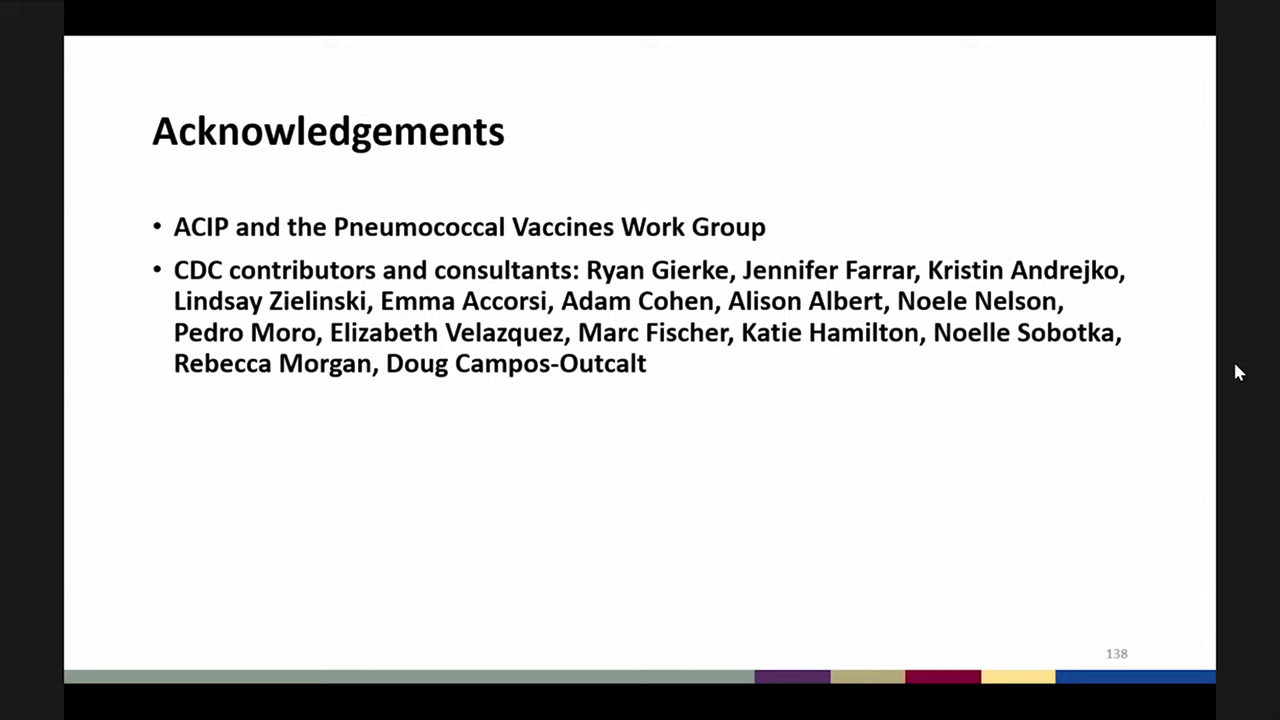 Acknowledgements
• ACIP and the Pneumococcal Vaccines Work Group
• CDC contributors and consultants: Ryan Gierke, Jennifer Farrar, Kristin Andrejko,
Lindsay Zielinski, Emma Accorsi, Adam Cohen, Alison Albert, Noele Nelson,
Pedro Moro, Elizabeth Velazquez, Marc Fischer, Katie Hamilton, Noelle Sobotka,
Rebecca Morgan, Doug Campos-Outcalt
138